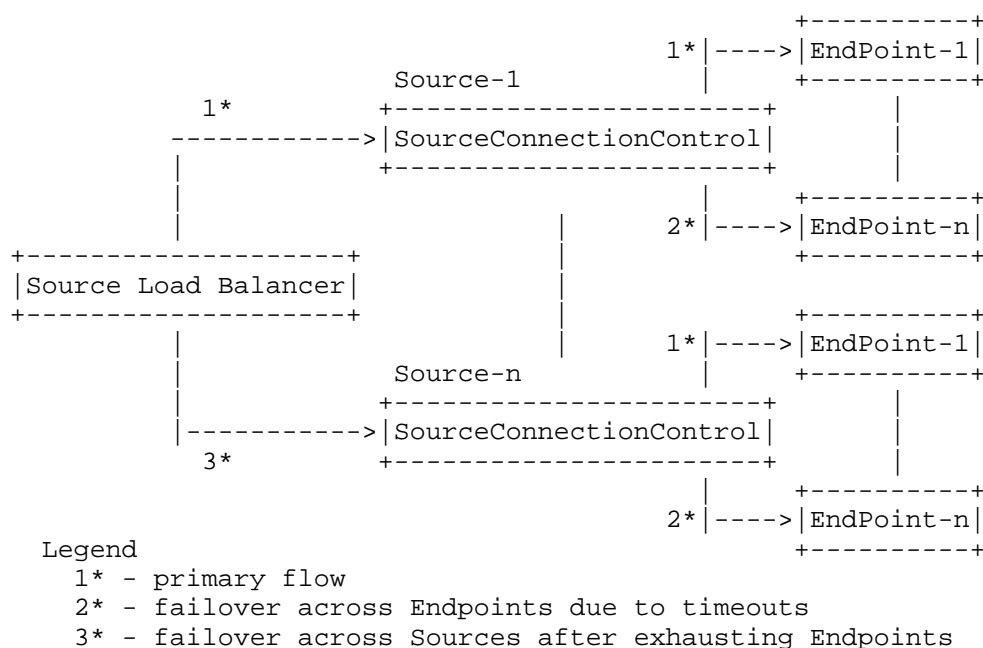 1* EndPoint-1
Source-1
1*
SourceConnectionControl
2* EndPoint-n
Source Load Balancer
1* EndPoint-1
Source-n
SourceConnectionControl
3*
2* EndPoint-n
Legend
1* - primary flow
2* - failover across Endpoints due to timeouts
3* - failover across Sources after exhausting Endpoints